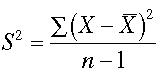 S² = ∑(X − X̅)² / n − 1